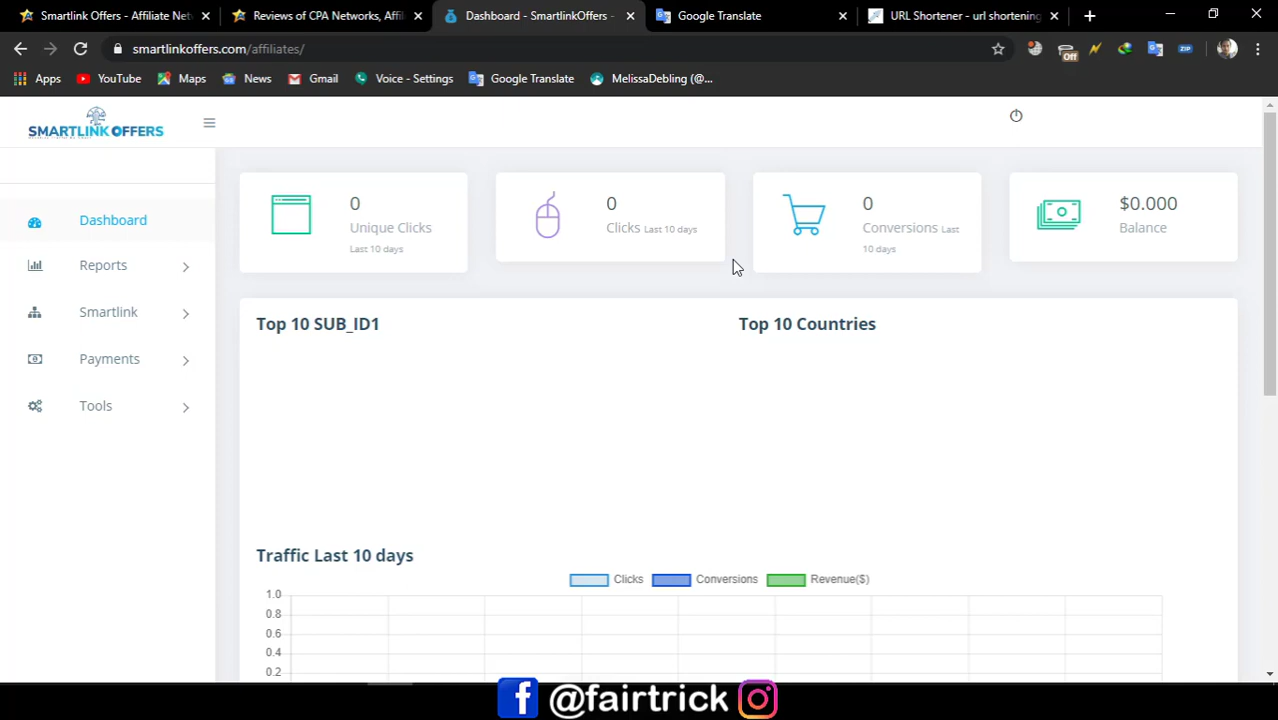 Smartlink Offers - Affiliate Net
Reviews of CPA Networks, Affil
Dashboard - SmartlinkOffers -
Google Translate
URL Shortener - url shortening
smartlinkoffers.com/affiliates/
Off
ZIP
Apps
YouTube
Maps
News
Gmail
Voice - Settings
Google Translate
MelissaDebling (@...
SMARTLINK OFFERS
0
Unique Clicks
Last 10 days
0
Clicks Last 10 days
0
Conversions Last
10 days
$0.000
Balance
Dashboard
Reports
Smartlink
Payments
Tools
Top 10 SUB_ID1
Top 10 Countries
Traffic Last 10 days
Clicks
Conversions
Revenue($)
1.0
0.8
0.6
0.4
0.2
@fairtrick